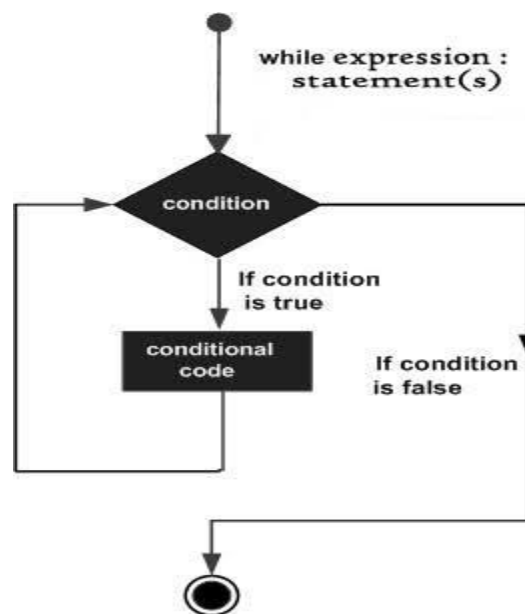 while expression :
statement(s)
condition
If condition
is true
conditional
code
If condition
is false